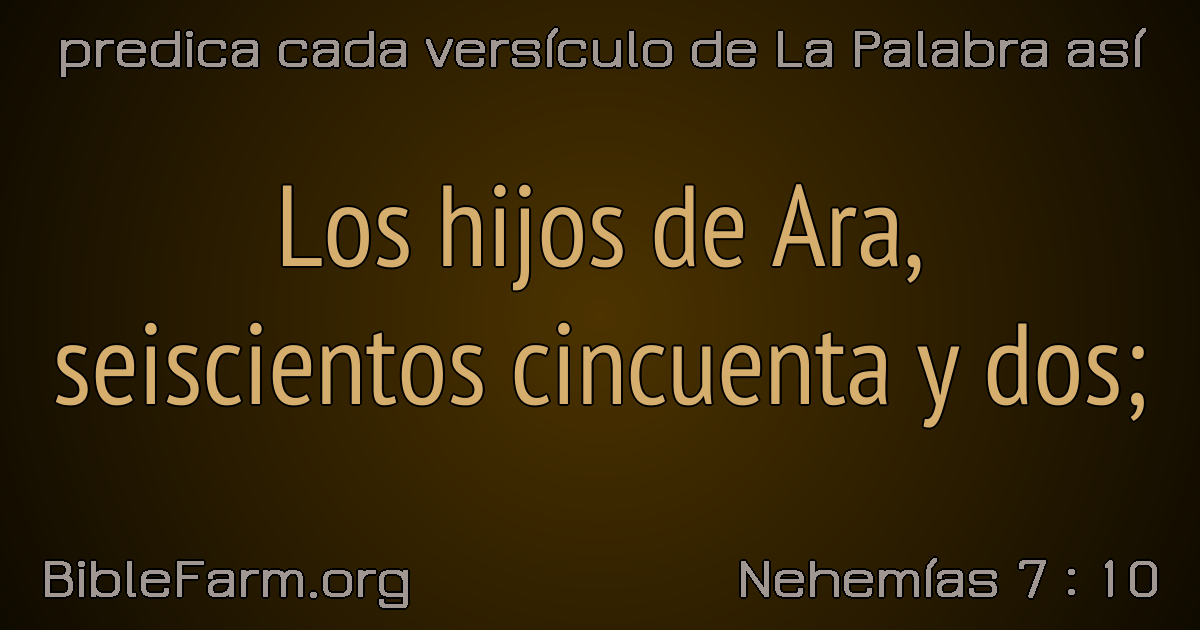 predica cada versículo de La Palabra así
Los hijos de Ara,
seiscientos cincuenta y dos;
BibleFarm.org
Nehemías 7 : 10